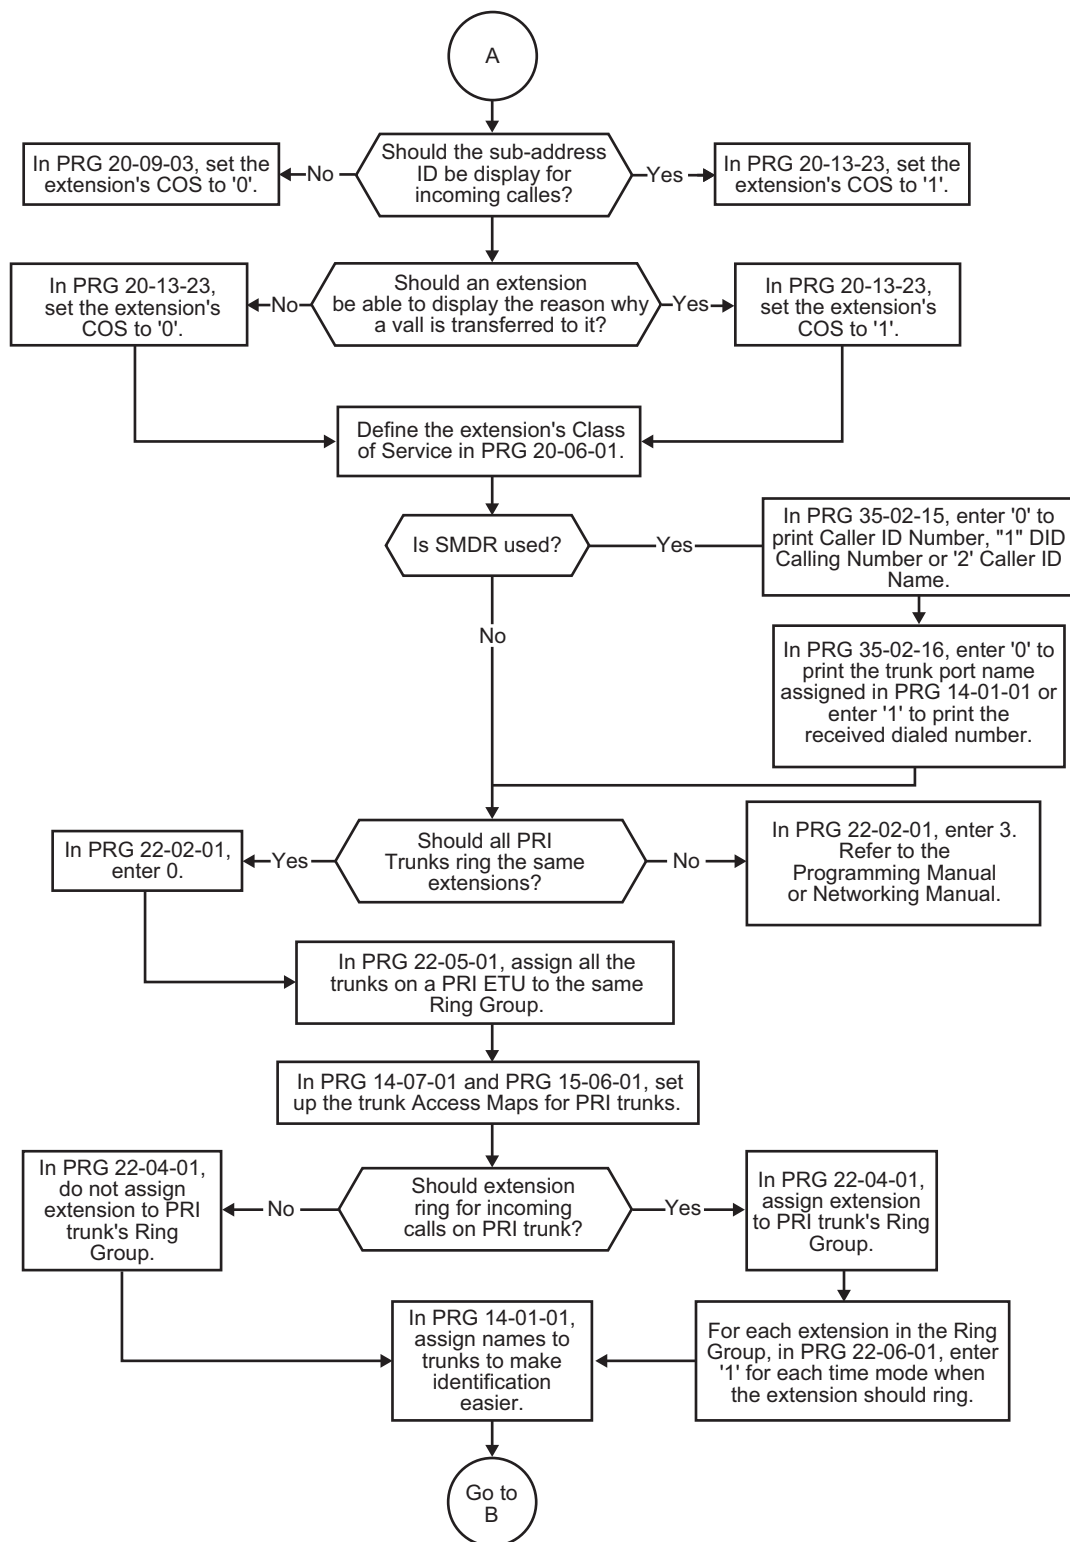 A
Should the sub-address
ID be display for
incoming calles?
No
In PRG 20-09-03, set the
extension's COS to '0'.
Yes
In PRG 20-13-23, set the
extension's COS to '1'.
Should an extension
be able to display the reason why
a vall is transferred to it?
No
In PRG 20-13-23,
set the extension's
COS to '0'.
Yes
In PRG 20-13-23,
set the extension's
COS to '1'.
Define the extension's Class
of Service in PRG 20-06-01.
Is SMDR used?
Yes
In PRG 35-02-15, enter '0' to
print Caller ID Number, "1" DID
Calling Number or '2' Caller ID
Name.
No
In PRG 35-02-16, enter '0' to
print the trunk port name
assigned in PRG 14-01-01 or
enter '1' to print the
received dialed number.
Should all PRI
Trunks ring the same
extensions?
Yes
In PRG 22-02-01,
enter 0.
No
In PRG 22-02-01, enter 3.
Refer to the
Programming Manual
or Networking Manual.
In PRG 22-05-01, assign all the
trunks on a PRI ETU to the same
Ring Group.
In PRG 14-07-01 and PRG 15-06-01, set
up the trunk Access Maps for PRI trunks.
Should extension
ring for incoming
calls on PRI trunk?
No
In PRG 22-04-01,
do not assign
extension to PRI
trunk's Ring
Group.
Yes
In PRG 22-04-01,
assign extension
to PRI trunk's Ring
Group.
For each extension in the Ring
Group, in PRG 22-06-01, enter
'1' for each time mode when
the extension should ring.
In PRG 14-01-01,
assign names to
trunks to make
identification
easier.
Go to
B